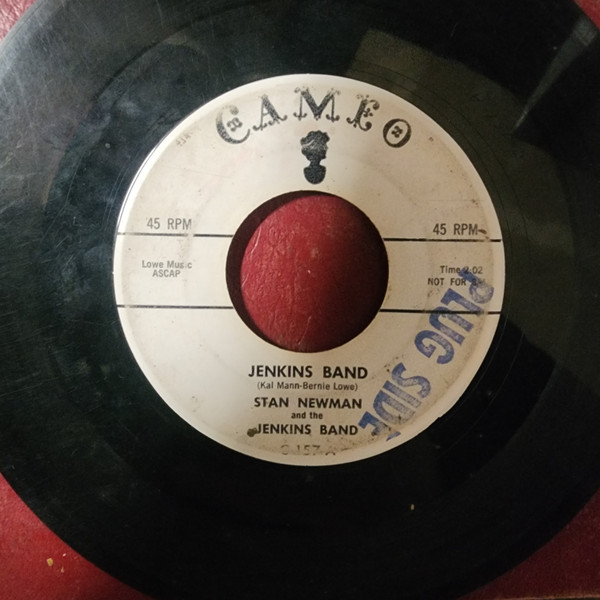 CAMEO
45 RPM
45 RPM
Lowe Music
ASCAP
Time 2:02
NOT FOR
PLUG SIDE
JENKINS BAND
(Kal Mann-Bernie Lowe)
STAN NEWMAN
and the
JENKINS BAND
C-157-A